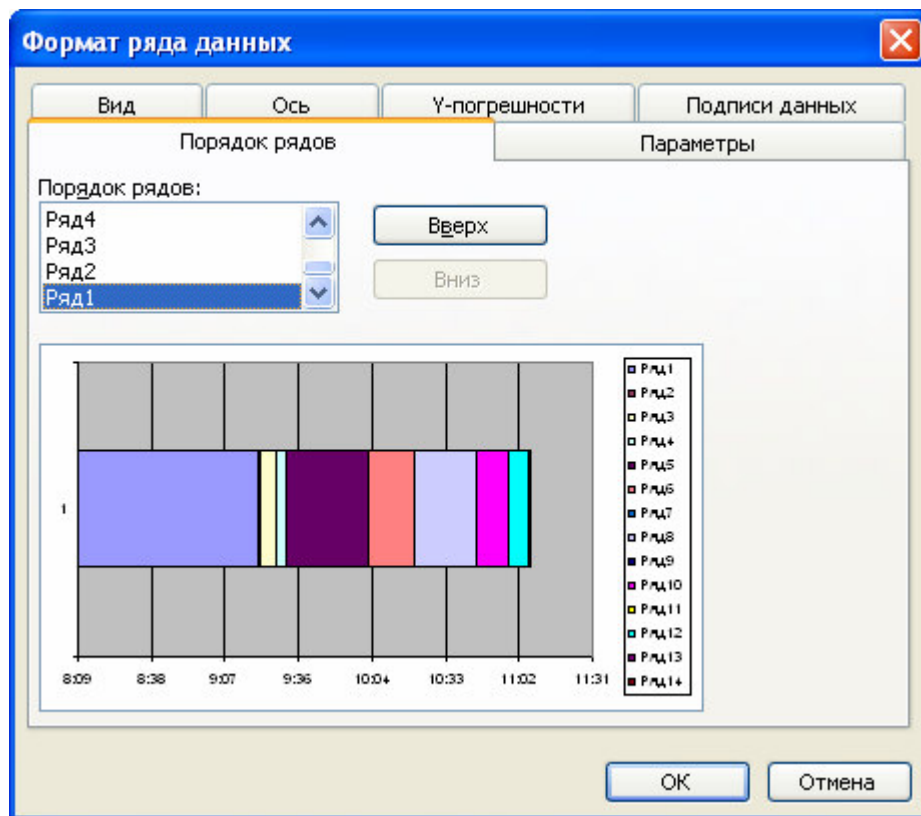 Формат ряда данных
Вид Ось Y-погрешности Подписи данных
Порядок рядов Параметры
Порядок рядов:
Ряд4
Ряд3
Ряд2
Ряд1
Вверх
Вниз
1
8:09 8:38 9:07 9:36 10:04 10:33 11:02 11:31
Ряд1
Ряд2
Ряд3
Ряд4
Ряд5
Ряд6
Ряд7
Ряд8
Ряд9
Ряд10
Ряд11
Ряд12
Ряд13
Ряд14
ОК Отмена